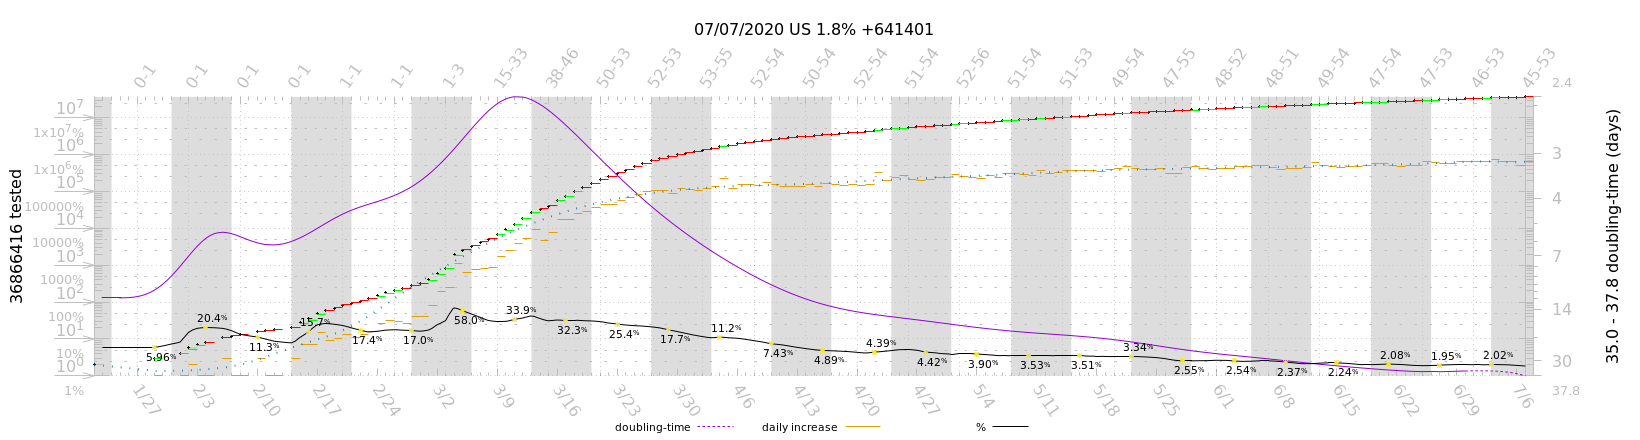 07/07/2020 US 1.8% +641401
0-1 0-1 0-1 0-1 1-1 1-1 1-3 15-33 38-46 50-53 52-53 53-55 52-54 50-54 52-54 51-54 52-56 51-54 51-53 49-54 47-55 48-52 48-51 49-54 47-54 47-53 46-53 45-53
36866416 tested
10⁷
1x10⁷%
10⁶
1x10⁶%
10⁵
100000%
10⁴
10000%
10³
1000%
10²
100%
10¹
10%
10⁰
1%
20.4% 15.7% 33.9% 11.2% 4.39% 3.34% 2.08% 1.95% 2.02%
5.96% 11.3% 17.4% 17.0% 58.0% 32.3% 25.4% 17.7% 7.43% 4.89% 4.42% 3.90% 3.53% 3.51% 2.55% 2.54% 2.37% 2.24%
2.4
3
4
7
14
30
37.8
35.0 - 37.8 doubling-time (days)
1/27 2/3 2/10 2/17 2/24 3/2 3/9 3/16 3/23 3/30 4/6 4/13 4/20 4/27 5/4 5/11 5/18 5/25 6/1 6/8 6/15 6/22 6/29 7/6
doubling-time daily increase %